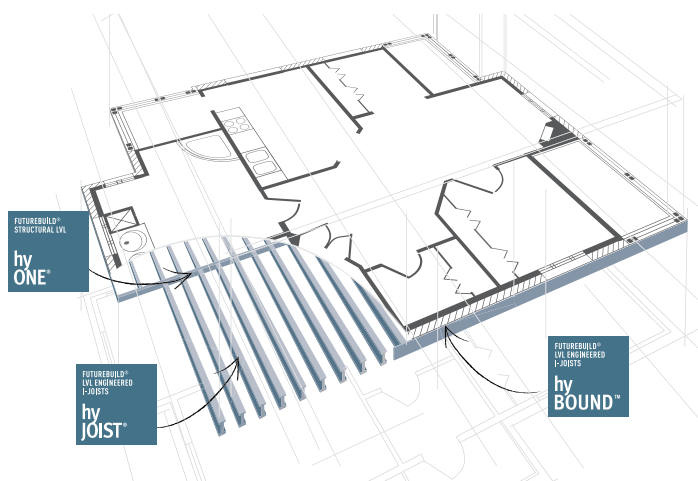 FUTUREBUILD®
STRUCTURAL LVL
hy
ONE®
FUTUREBUILD®
LVL ENGINEERED
I-JOISTS
hy
JOIST®
FUTUREBUILD®
LVL ENGINEERED
I-JOISTS
hy
BOUND™